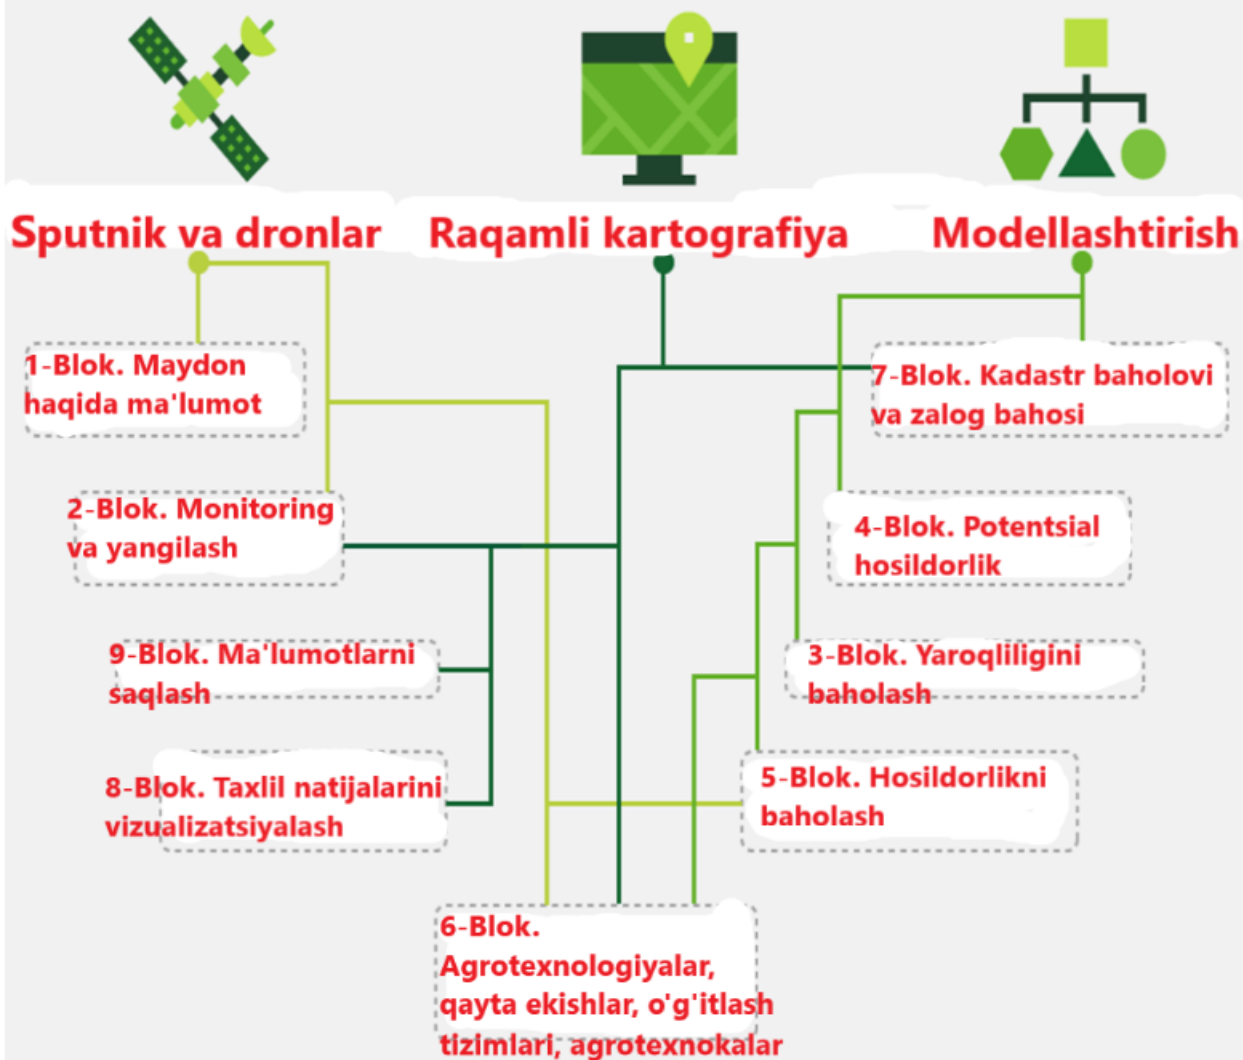 Sputnik va dronlar
Raqamli kartografiya
Modellashtirish
1-Blok. Maydon
haqida ma'lumot
7-Blok. Kadastr baholovi
va zalog bahosi
2-Blok. Monitoring
va yangilash
4-Blok. Potentsial
hosildorlik
9-Blok. Ma'lumotlarni
saqlash
3-Blok. Yaroqliligini
baholash
8-Blok. Taxlil natijalarini
vizualizatsiyalash
5-Blok. Hosildorlikni
baholash
6-Blok.
Agrotexnologiyalar,
qayta ekishlar, o'g'itlash
tizimlari, agrotexnokalar